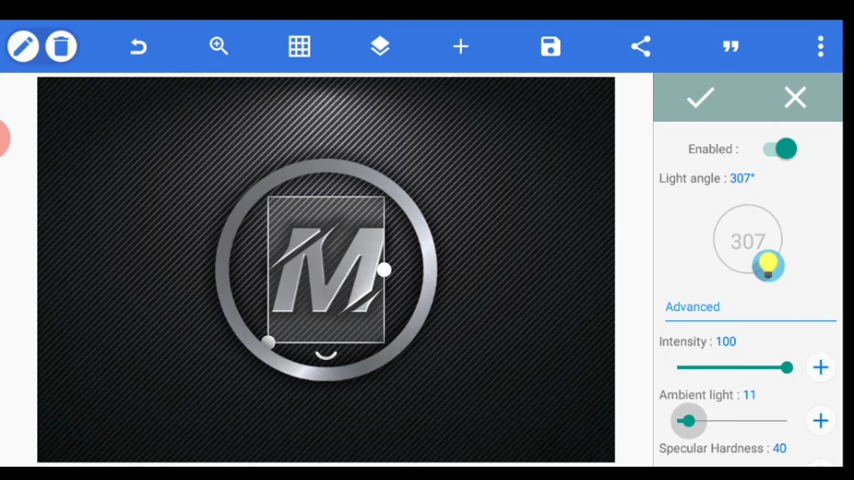 Enabled :
Light angle : 307°
307
M
Advanced
Intensity : 100
Ambient light : 11
Specular Hardness : 40